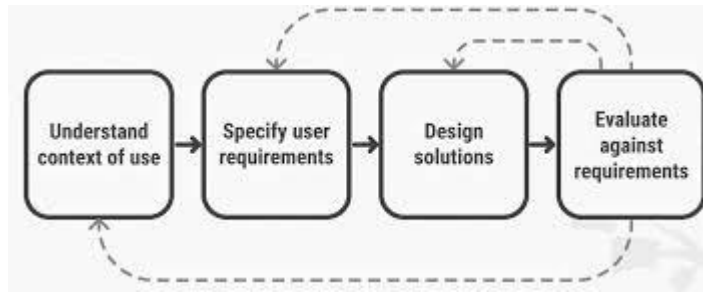 Understand
context of use
Specify user
requirements
Design
solutions
Evaluate
against
requirements